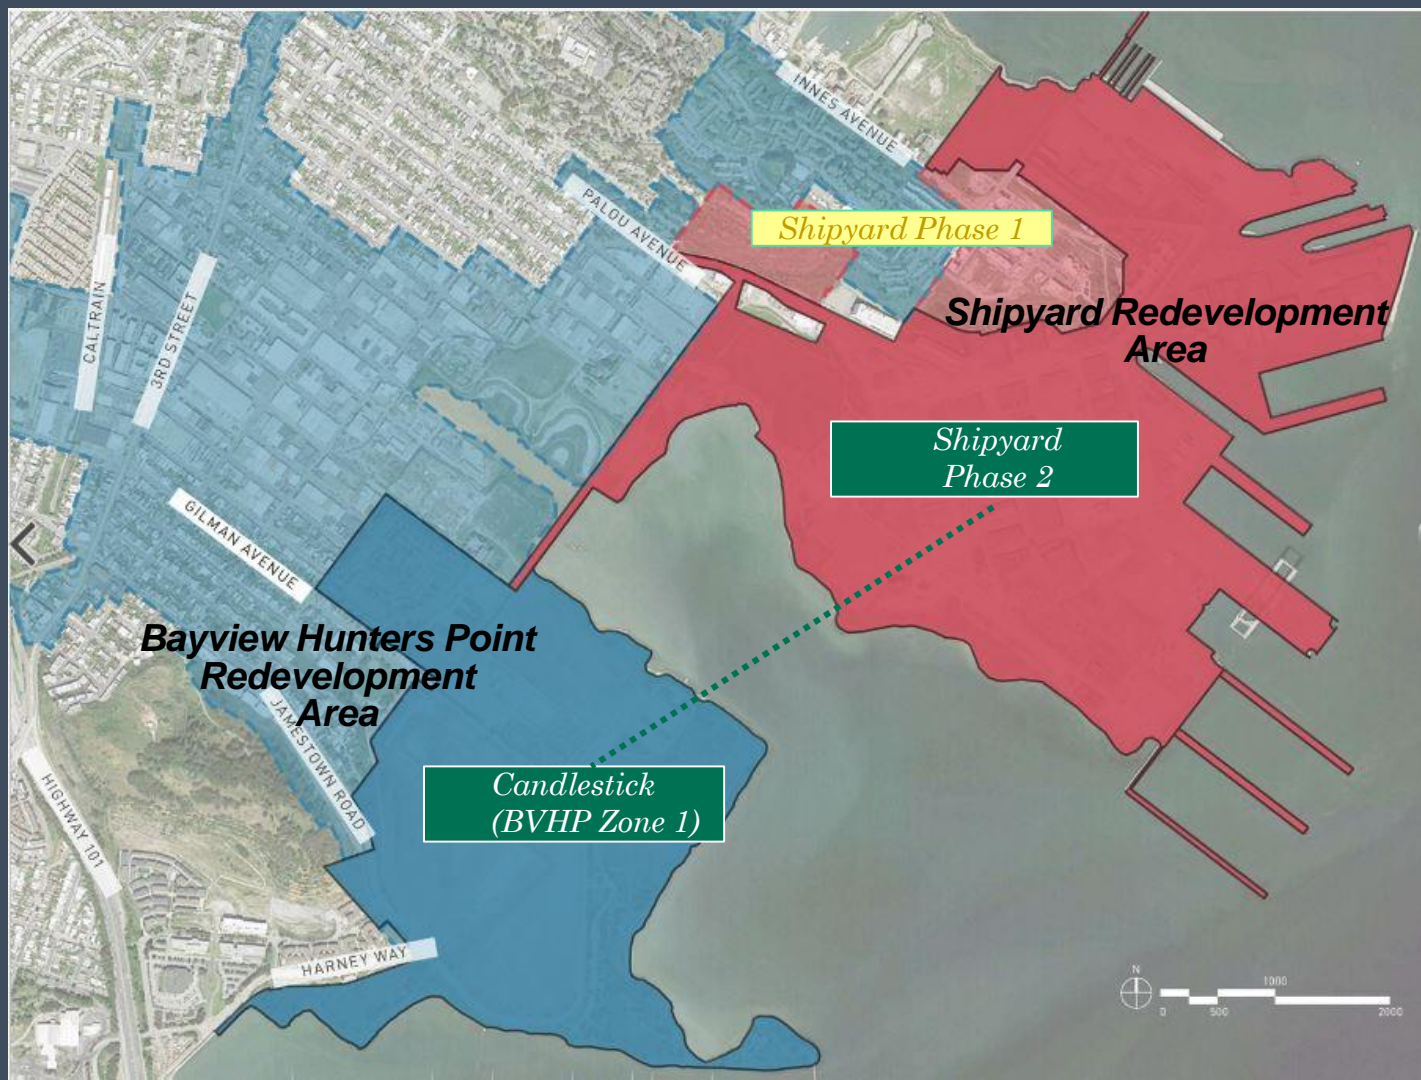 INNES AVENUE
PALOU AVENUE
Shipyard Phase 1
CALTRAIN
3RD STREET
Shipyard Redevelopment
Area
Shipyard
Phase 2
GILMAN AVENUE
Bayview Hunters Point
Redevelopment
Area
JAMESTOWN ROAD
HIGHWAY 101
Candlestick
(BVHP Zone 1)
HARNEY WAY
N
1000
0 500 2000